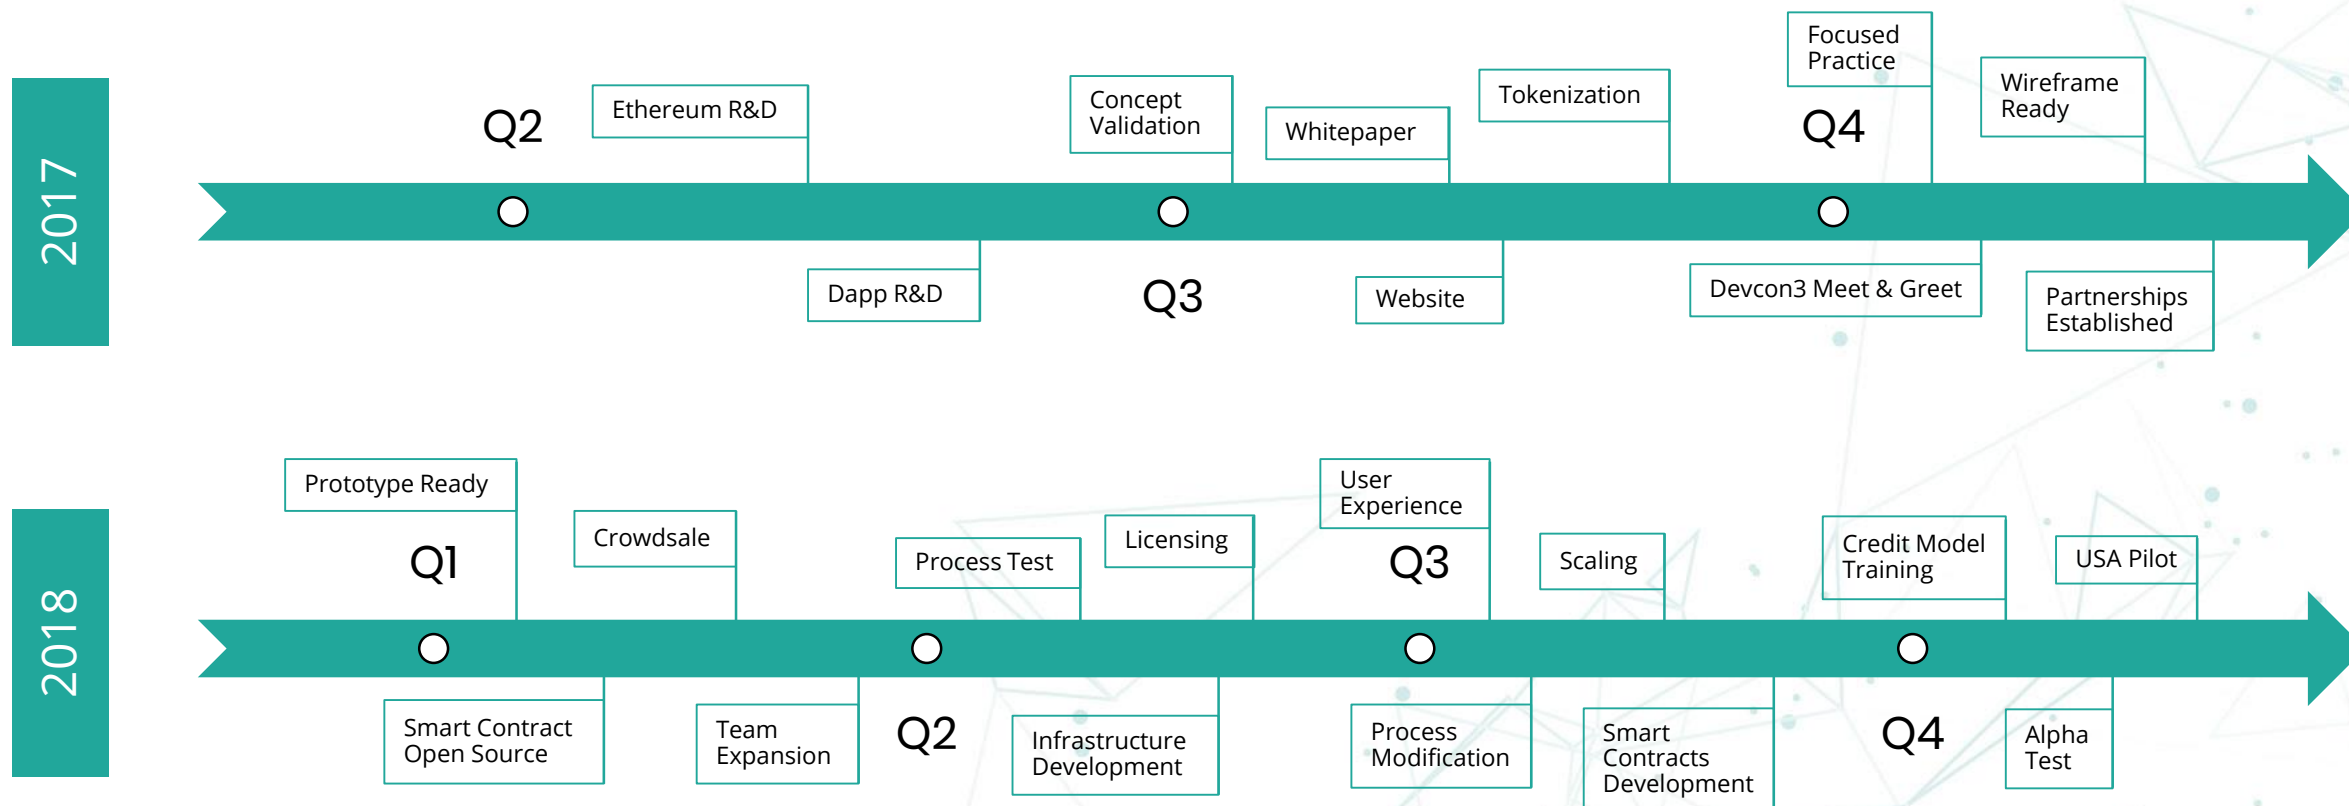 2017
Q2
Ethereum R&D
Dapp R&D
Concept
Validation
Q3
Whitepaper
Website
Tokenization
Focused
Practice
Q4
Devcon3 Meet & Greet
Wireframe
Ready
Partnerships
Established
2018
Prototype Ready
Q1
Smart Contract
Open Source
Crowdsale
Team
Expansion
Q2
Process Test
Infrastructure
Development
Licensing
User
Experience
Q3
Process
Modification
Scaling
Smart
Contracts
Development
Credit Model
Training
Q4
Alpha
Test
USA Pilot